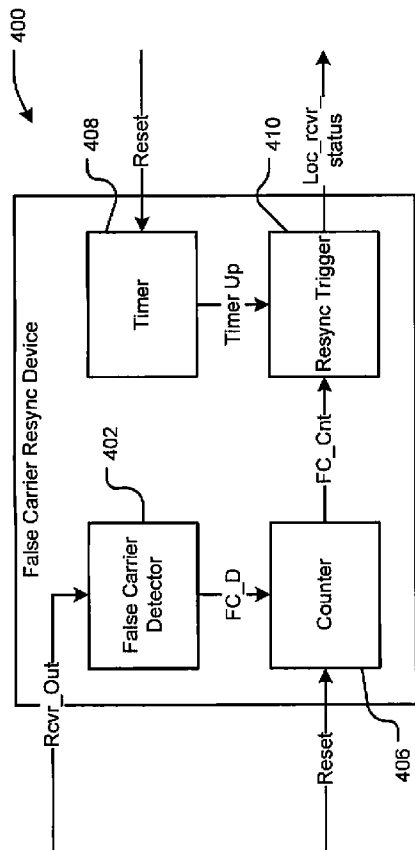 400
False Carrier Resync Device
Rcvr_Out
402
False Carrier
Detector
FC_D
Counter
406
Reset
FC_Cnt
408
Timer
Reset
Timer Up
410
Resync Trigger
Loc_rcvr_
status